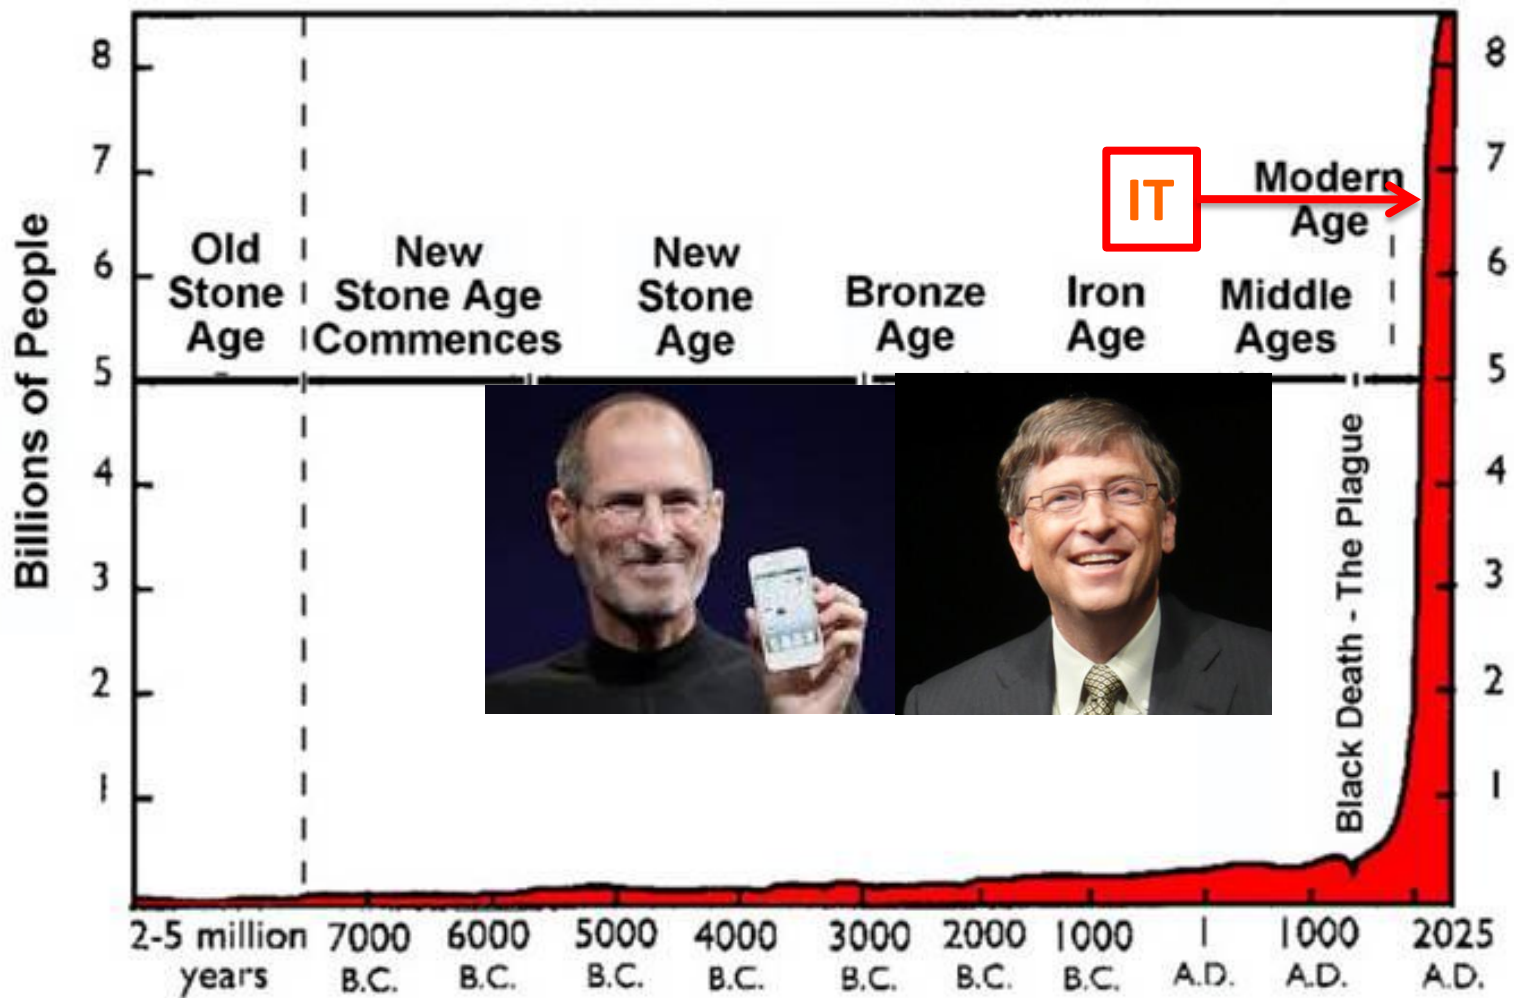 8
7
6
5
4
3
2
1
Billions of People
8
7
6
5
4
3
2
1
IT
Modern
Age
Old
Stone
Age
New
Stone Age
Commences
New
Stone
Age
Bronze
Age
Iron
Age
Middle
Ages
Black Death - The Plague
2-5 million
years
7000
B.C.
6000
B.C.
5000
B.C.
4000
B.C.
3000
B.C.
2000
B.C.
1000
B.C.
1
A.D.
1000
A.D.
2025
A.D.